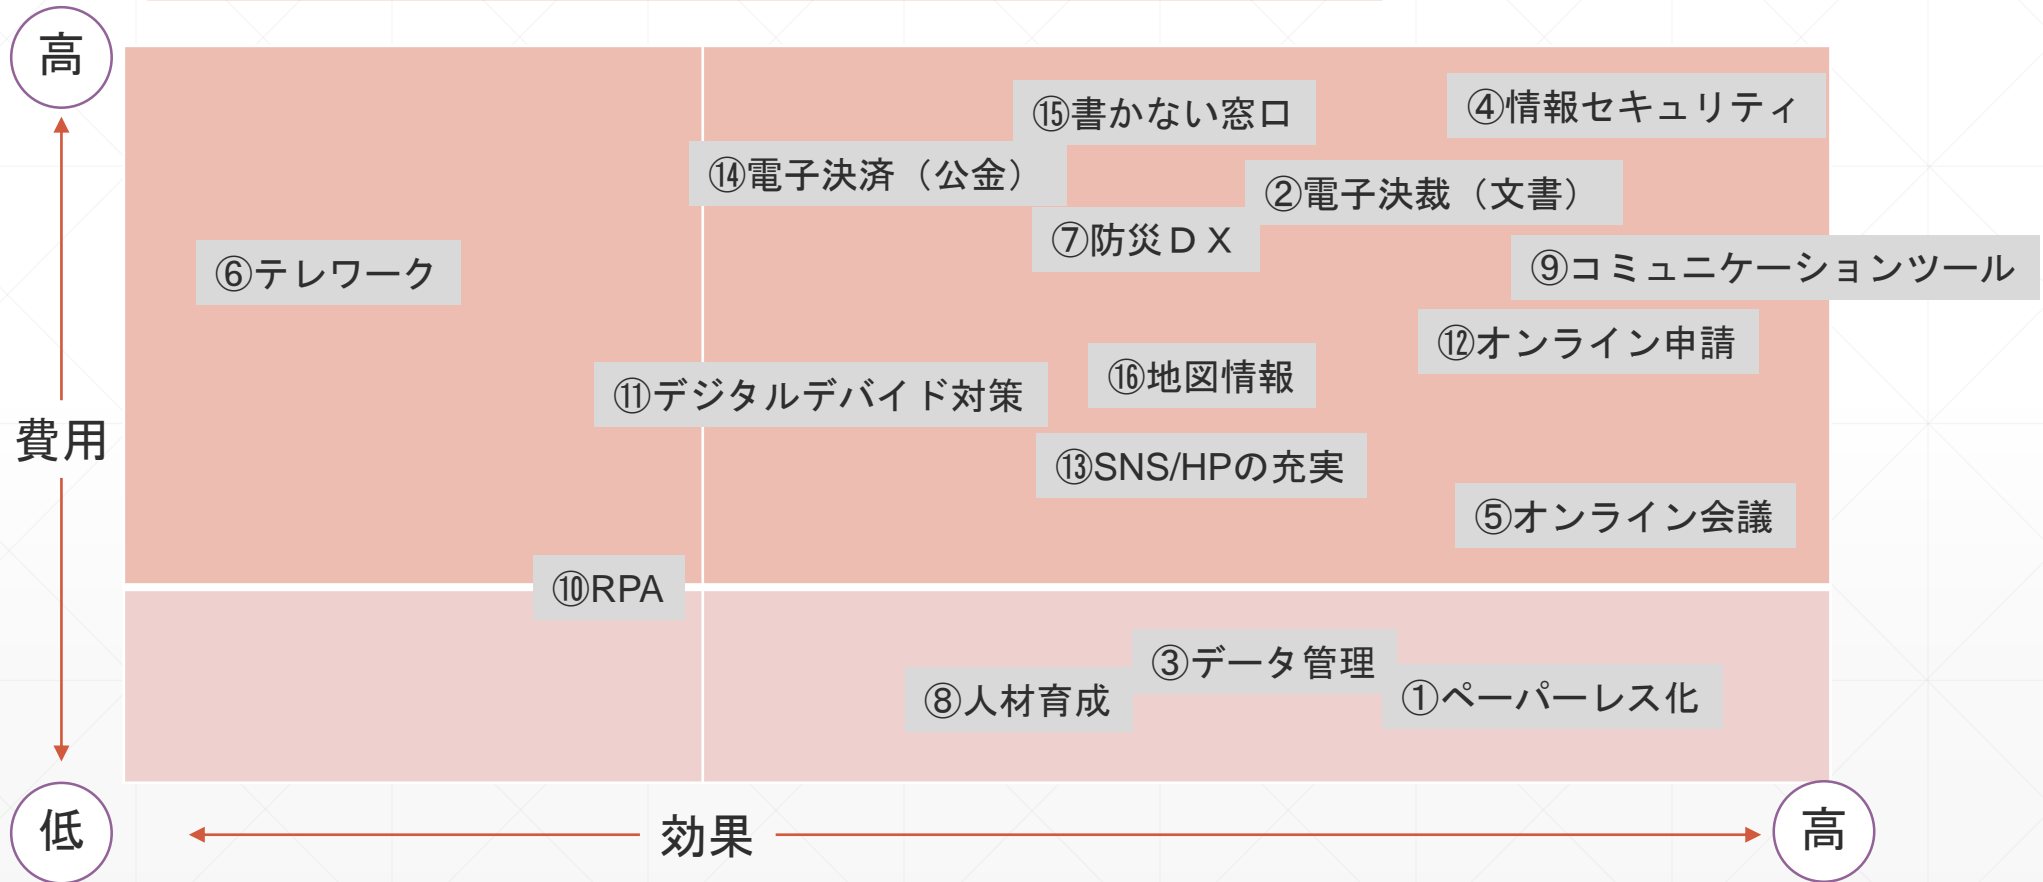 高
⑮書かない窓口
④情報セキュリティ
⑭電子決済（公金）
②電子決裁（文書）
⑦防災ＤＸ
⑥テレワーク
⑨コミュニケーションツール
⑫オンライン申請
⑯地図情報
⑪デジタルデバイド対策
費用
⑬SNS/HPの充実
⑤オンライン会議
⑩RPA
③データ管理
⑧人材育成
①ペーパーレス化
低
効果
高